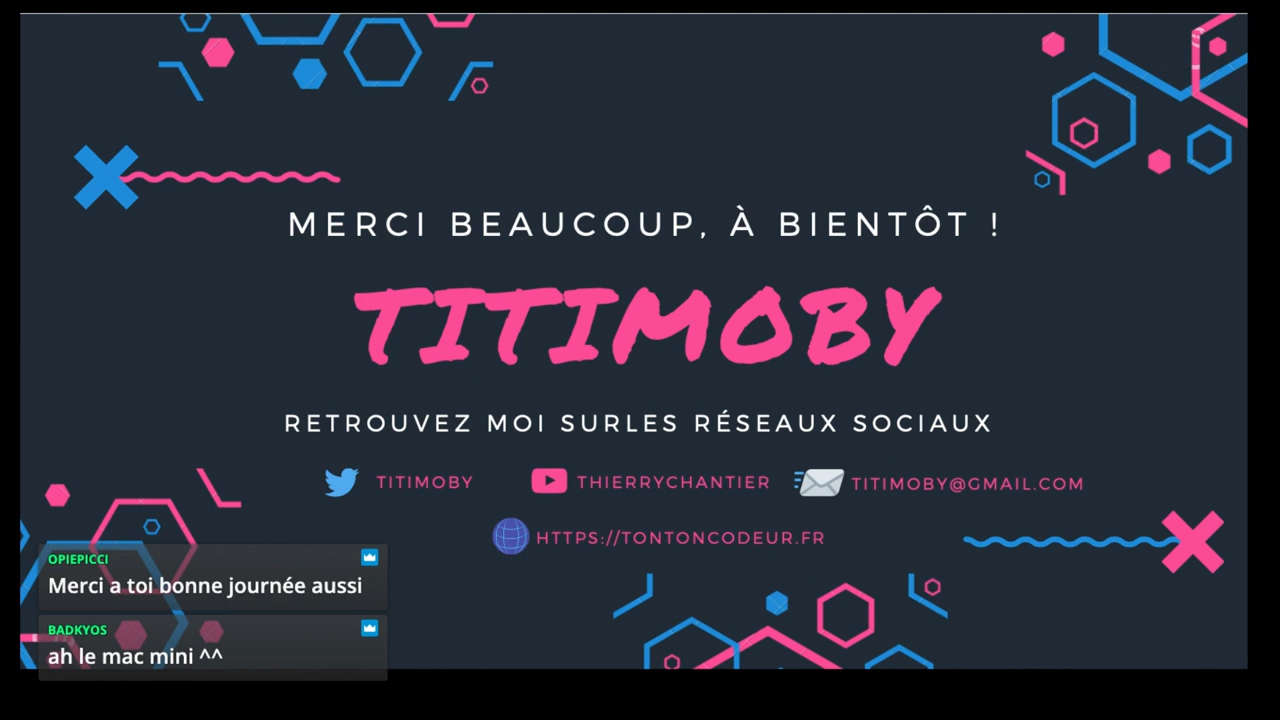 MERCI BEAUCOUP, À BIENTÔT !
TITIMOBY
RETROUVEZ MOI SURLES RÉSEAUX SOCIAUX
TITIMOBY THIERRYCHANTIER TITIMOBY@GMAIL.COM
HTTPS://TONTONCODEUR.FR
OPIEPICCI
Merci a toi bonne journée aussi
BADKYOS
ah le mac mini ^^